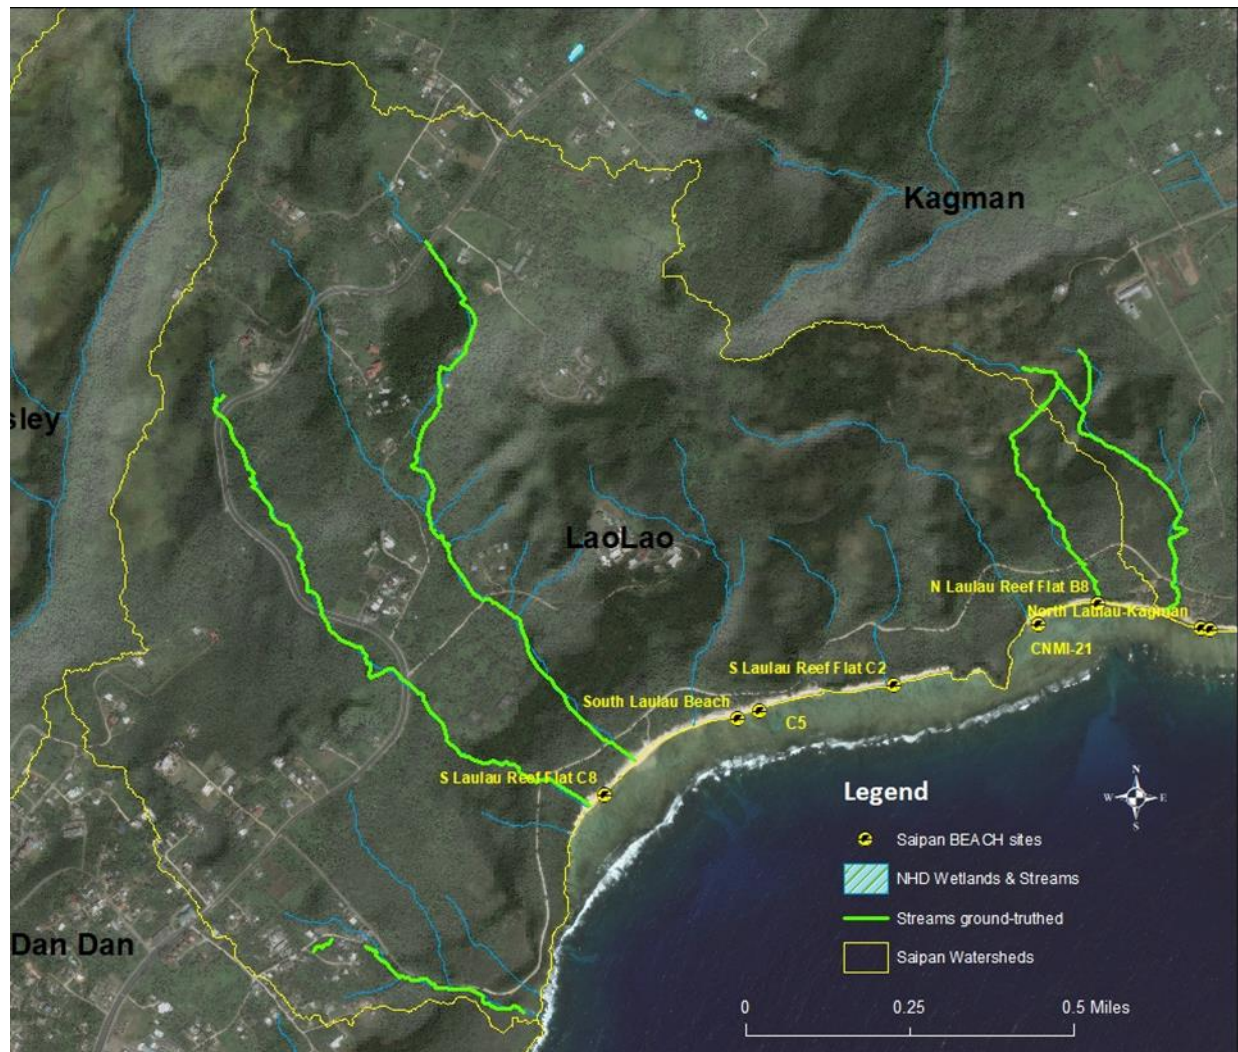 Kagman
sley
LaoLao
N Laulau Reef Flat B8
North Laulau-Kagman
CNMI-21
S Laulau Reef Flat C2
South Laulau Beach
C5
S Laulau Reef Flat C8
Dan Dan
Legend
N
W E
S
Saipan BEACH sites
NHD Wetlands & Streams
Streams ground-truthed
Saipan Watersheds
0 0.25 0.5 Miles